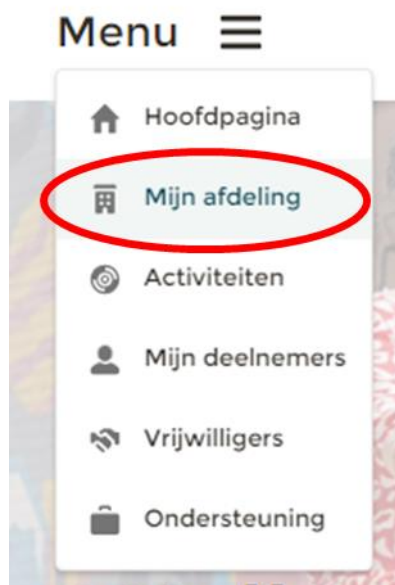 Menu
Hoofdpagina
Mijn afdeling
Activiteiten
Mijn deelnemers
Vrijwilligers
Ondersteuning